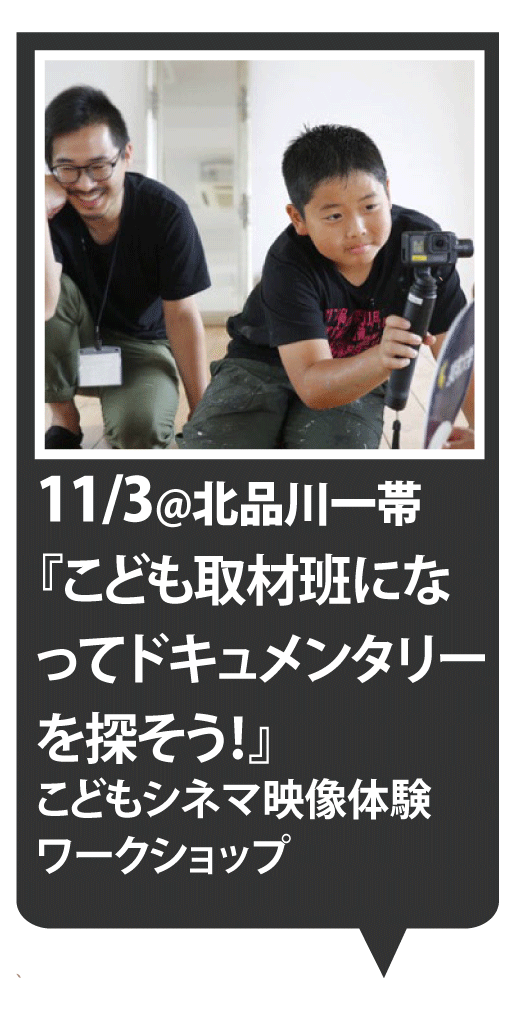 11/3@北品川一帯
『こども取材班にな
ってドキュメンタリー
を探そう!』
こどもシネマ映像体験
ワークショップ
、